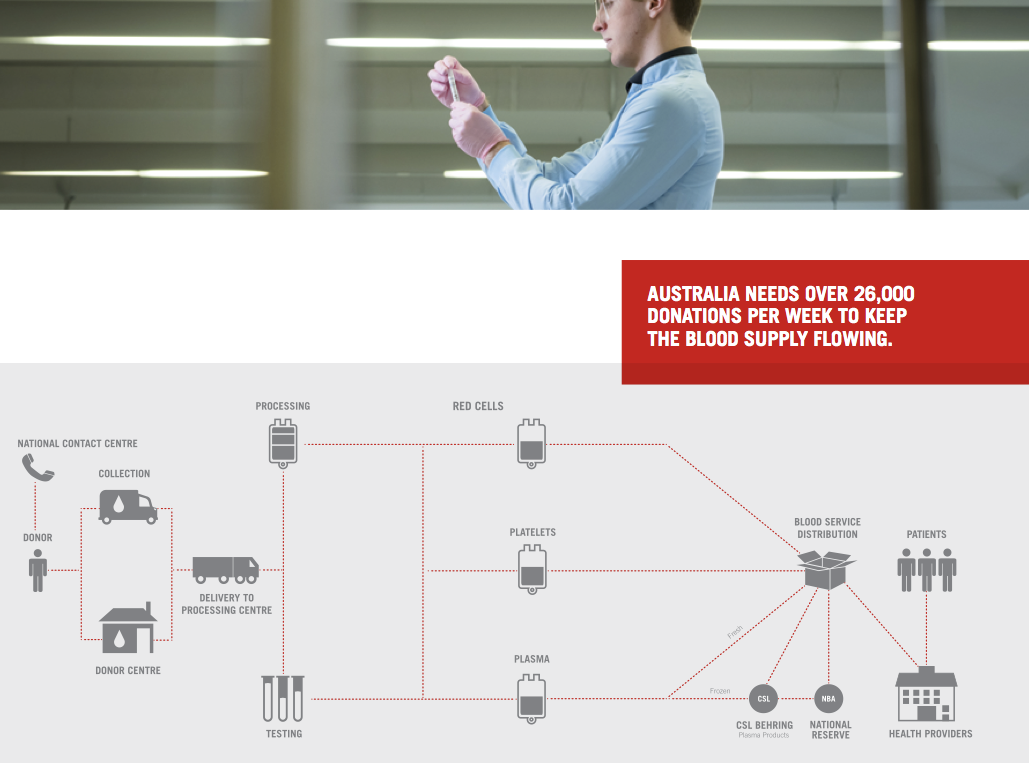 AUSTRALIA NEEDS OVER 26,000
DONATIONS PER WEEK TO KEEP
THE BLOOD SUPPLY FLOWING.
PROCESSING
RED CELLS
NATIONAL CONTACT CENTRE
COLLECTION
BLOOD SERVICE
DISTRIBUTION
PATIENTS
DONOR
PLATELETS
DELIVERY TO
PROCESSING CENTRE
Fresh
DONOR CENTRE
PLASMA
Frozen
CSL
NBA
TESTING
CSL BEHRING
Plasma Products
NATIONAL
RESERVE
HEALTH PROVIDERS